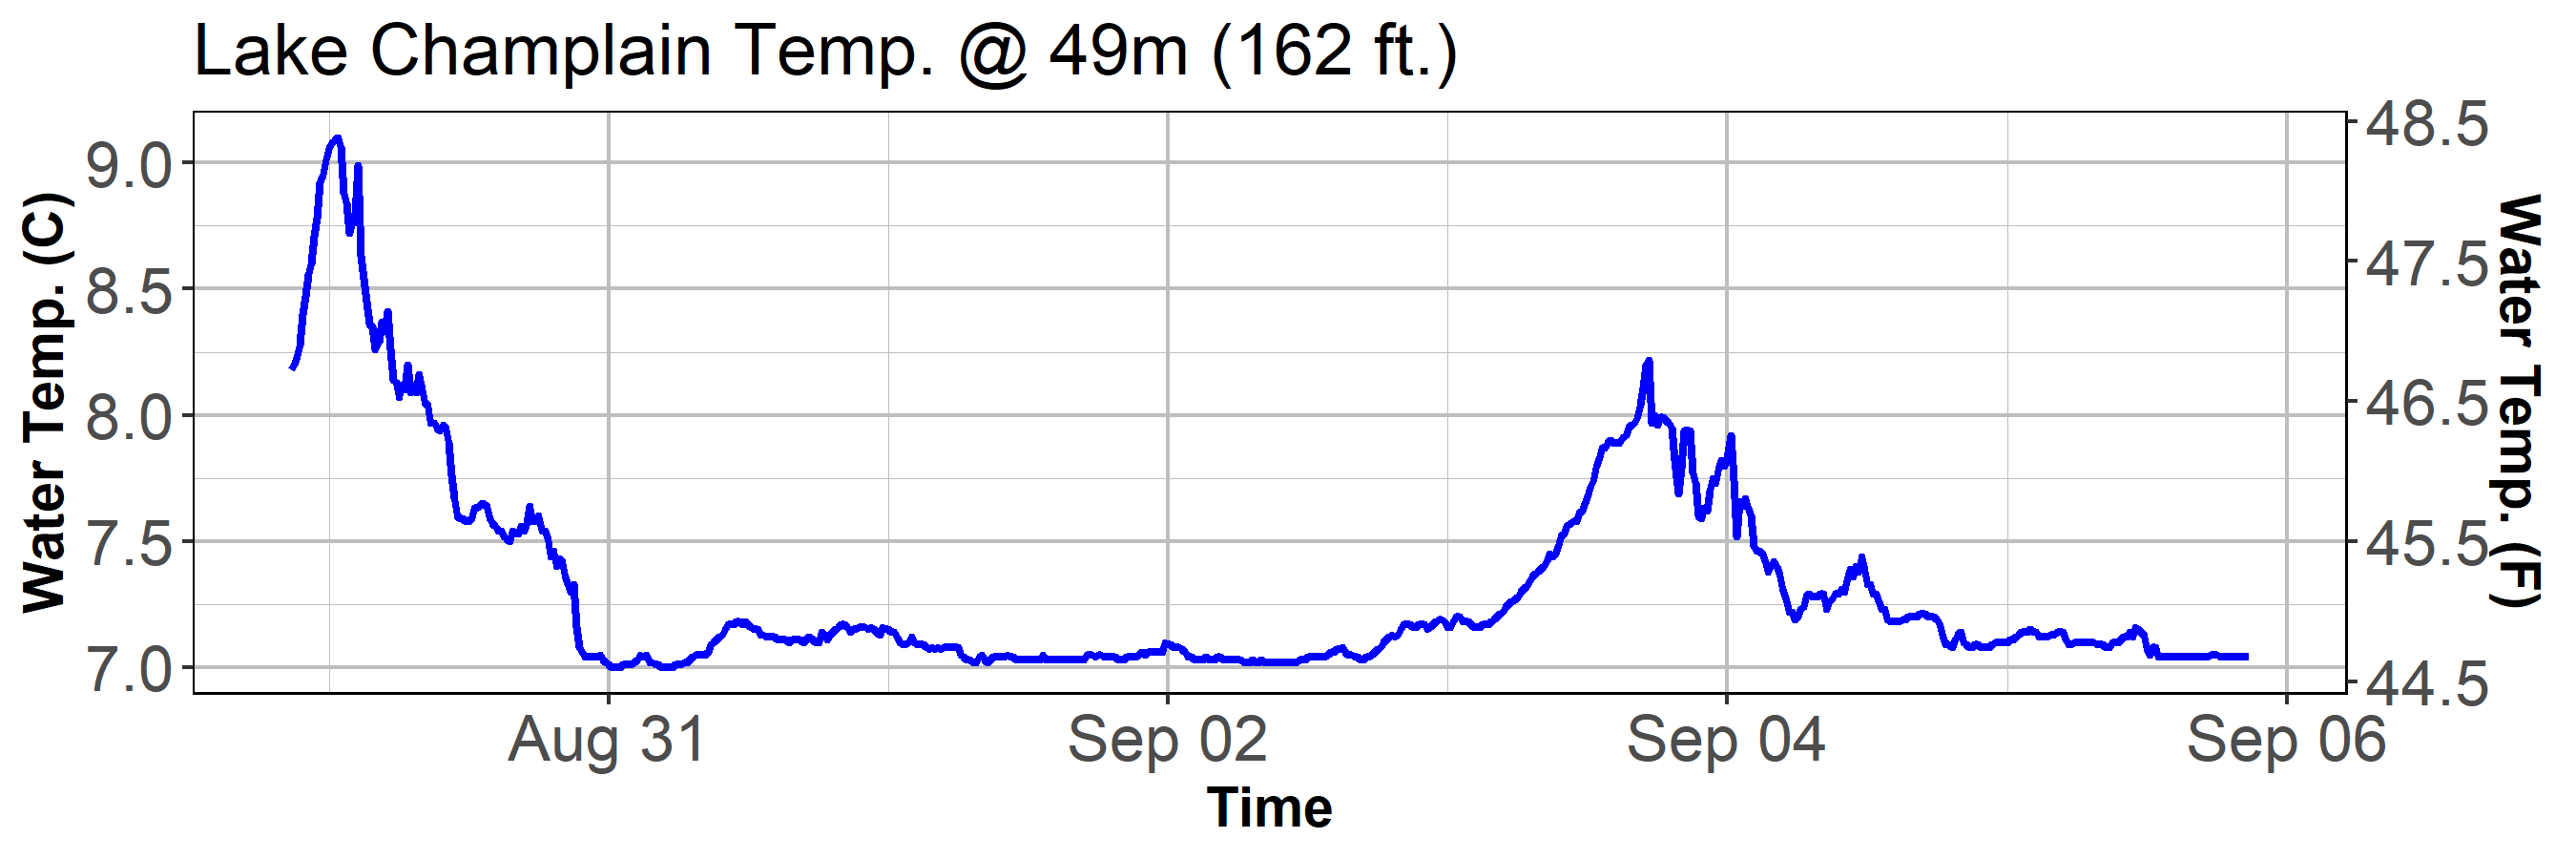 Lake Champlain Temp. @ 49m (162 ft.)
Water Temp. (C)
9.0
8.5
8.0
7.5
7.0
48.5
47.5
46.5
45.5
44.5
Water Temp. (F)
Aug 31 Sep 02 Sep 04 Sep 06
Time